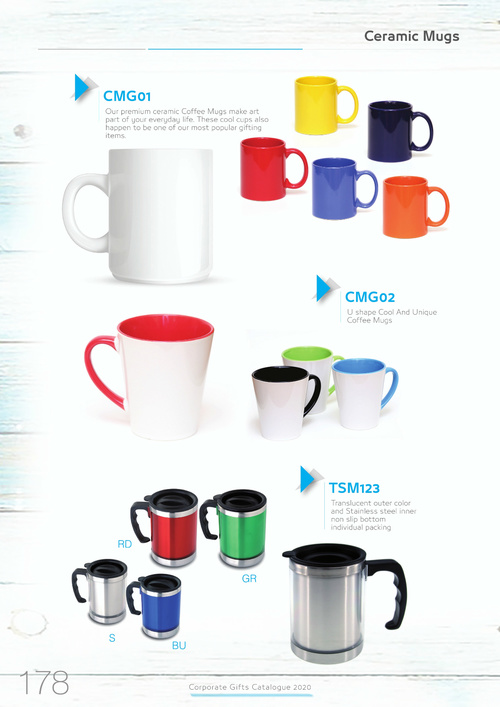 Ceramic Mugs
CMG01
Our premium ceramic Coffee Mugs make art
part of your everyday life. These cool cups also
happen to be one of our most popular gifting
items.
CMG02
U shape Cool And Unique
Coffee Mugs
TSM123
Translucent outer color
and Stainless steel inner
non slip bottom
individual packing
RD
GR
S
BU
178
Corporate Gifts Catalogue 2020